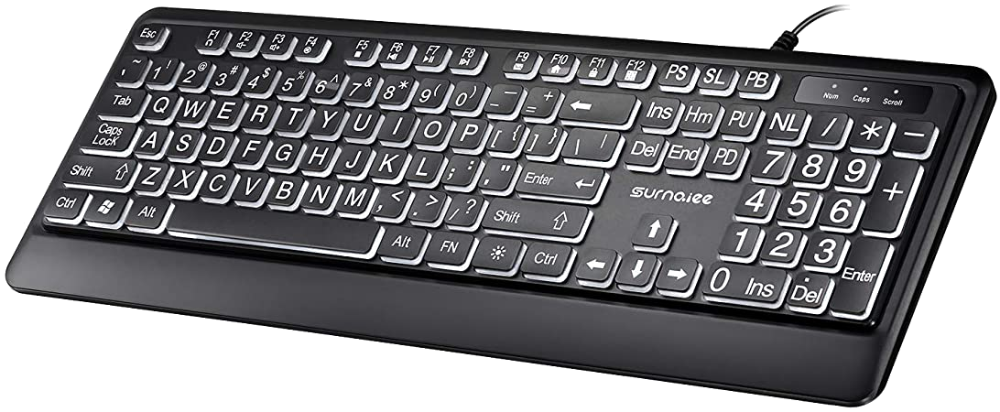 Esc F1 F2 F3 F4 F5 F6 F7 F8 F9 F10 F11 F12 PS SL PB
Num Caps Scroll
~ ` 1 ! 2 @ 3 # 4 $ 5 % 6 ^ 7 & 8 * 9 ( 0 ) — - + = ← Ins Hm PU NL / * −
Tab Q W E R T Y U I O P [ { ] } \ | Del End PD 7 8 9 +
Caps Lock A S D F G H J K L ; : ' " Enter 4 5 6
surnaiee
Shift ⇧ Z X C V B N M , < . > / ? Shift ⇧ ↑ 1 2 3 Enter
Ctrl Alt Alt FN Ctrl ← ↓ → 0 Ins . Del